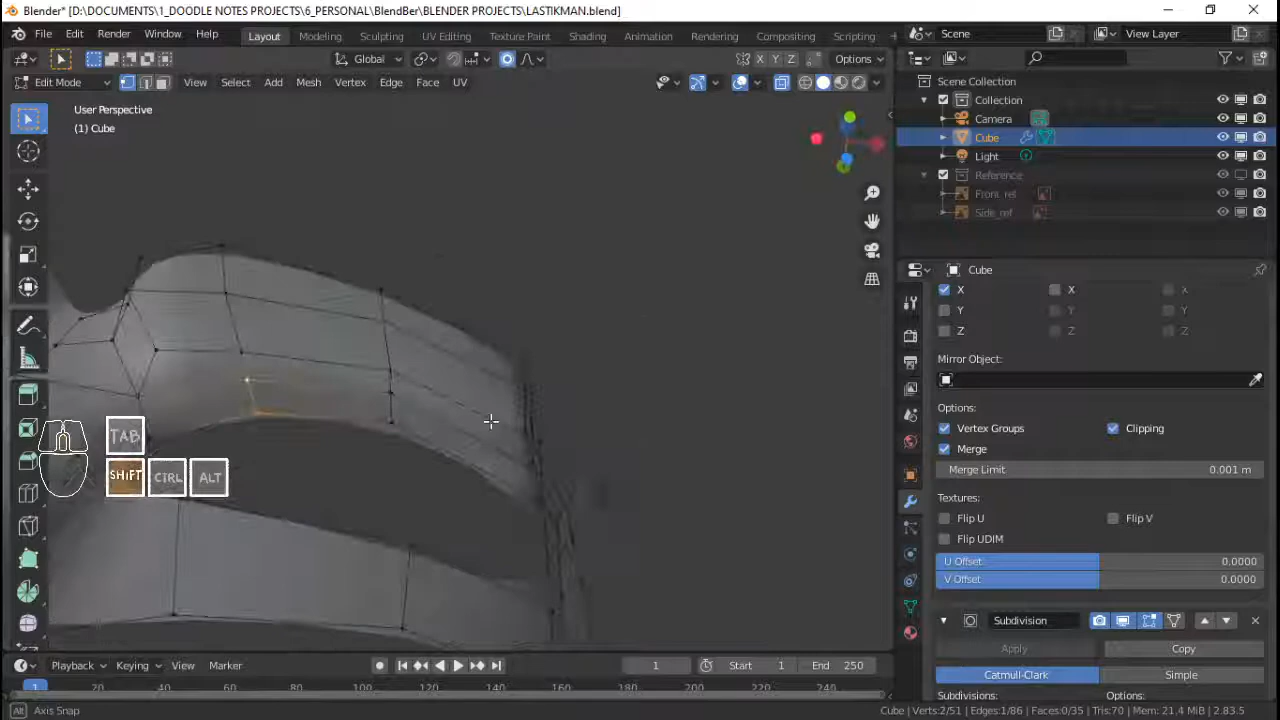 Blender* [D:\DOCUMENTS\1_DOODLE NOTES PROJECTS\6_PERSONAL\BlendBer\BLENDER PROJECTS\LASTIKMAN.blend]
File Edit Render Window Help Layout Modeling Sculpting UV Editing Texture Paint Shading Animation Rendering Compositing Scripting Scene View Layer
Global X Y Z Options
Edit Mode View Select Add Mesh Vertex Edge Face UV
User Perspective
(1) Cube
Scene Collection
Collection
Camera
Cube
Light
Reference
Front_ref
Side_ref
Cube
X X X
Y Y Y
Z Z Z
Mirror Object:
Options:
Vertex Groups Clipping
Merge
Merge Limit 0.001 m
Textures:
Flip U Flip V
Flip UDIM
U Offset 0.0000
V Offset 0.0000
Subdivision
Apply Copy
Catmull-Clark Simple
Subdivisions: Options:
TAB
SHIFT CTRL ALT
Playback Keying View Marker 1 Start 1 End 250
1 20 40 60 80 100 120 140 160 180 200 220 240
Alt Axis Snap Cube | Verts:2/51 | Edges:1/86 | Faces:0/35 | Tris:70 | Mem: 21.4 MiB | 2.83.5